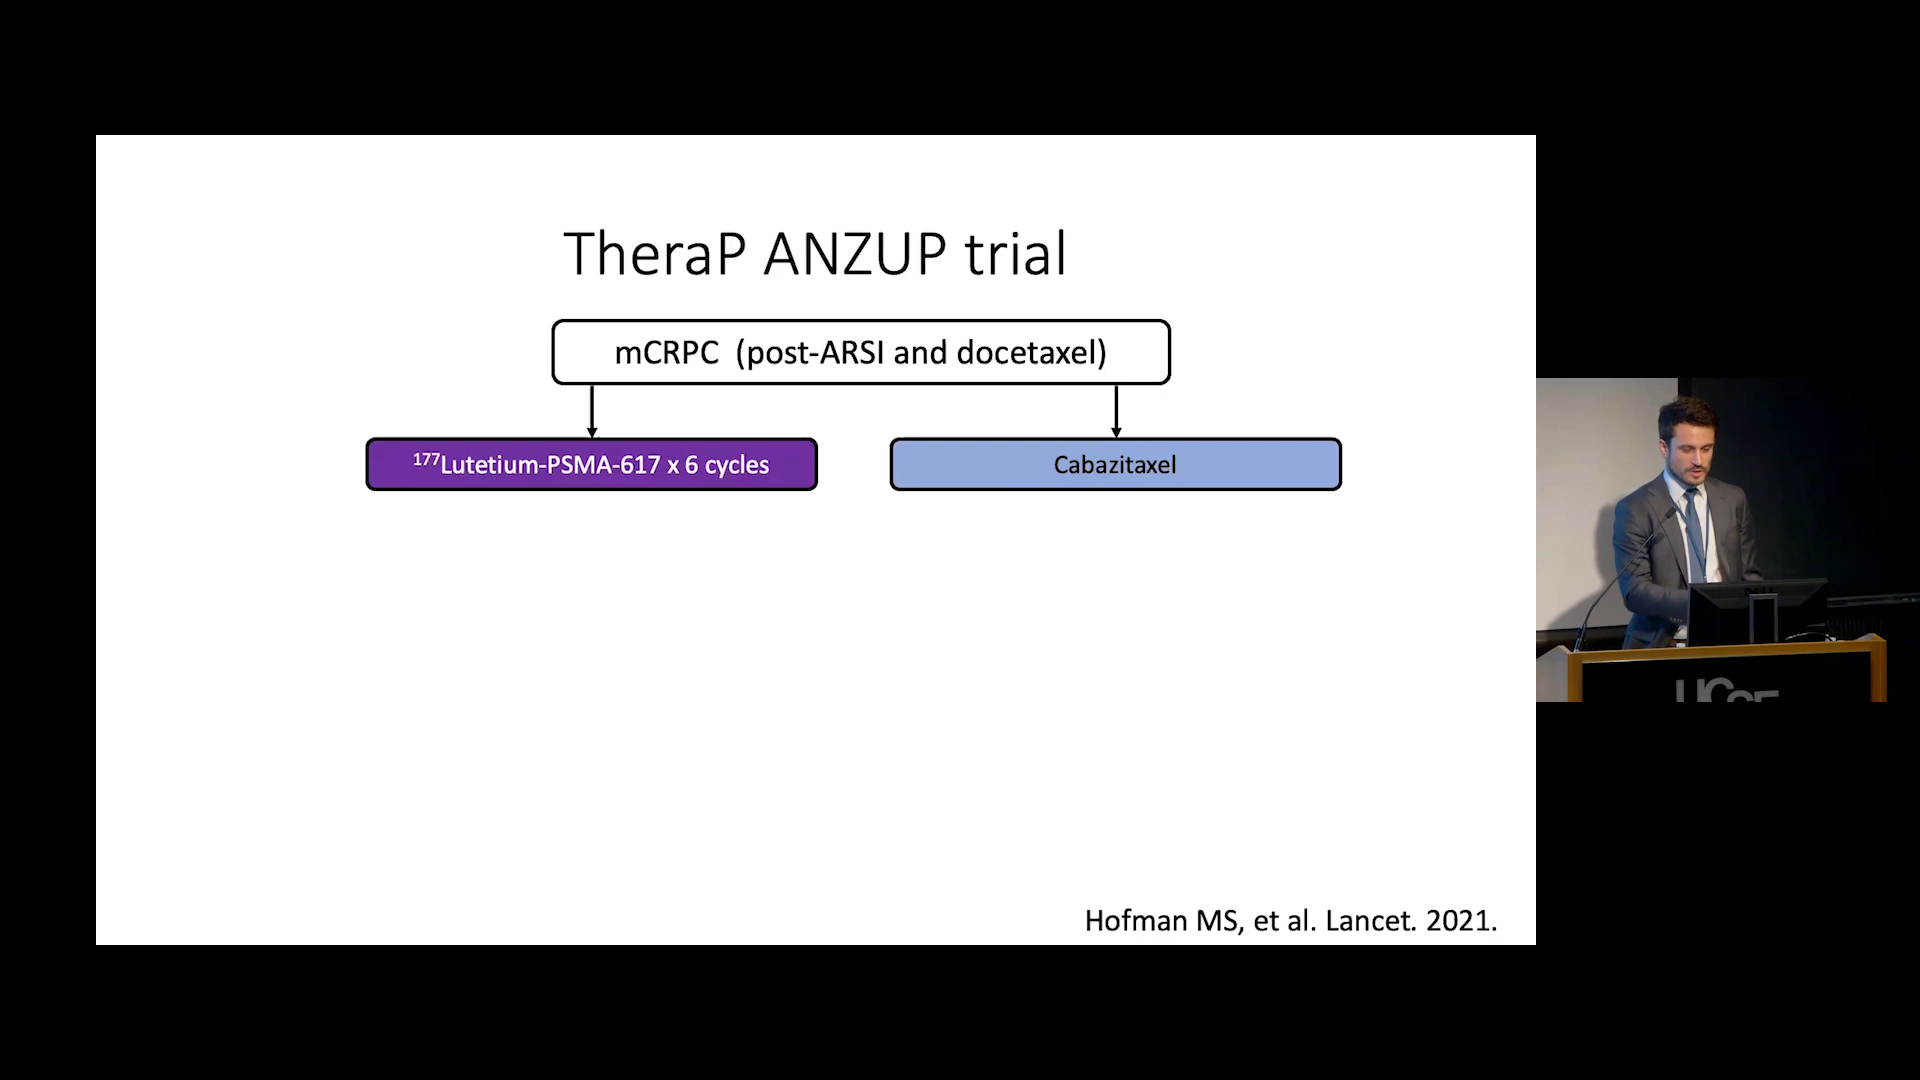 TheraP ANZUP trial
mCRPC (post-ARSI and docetaxel)
¹⁷⁷Lutetium-PSMA-617 x 6 cycles
Cabazitaxel
Hofman MS, et al. Lancet. 2021.
UCSF